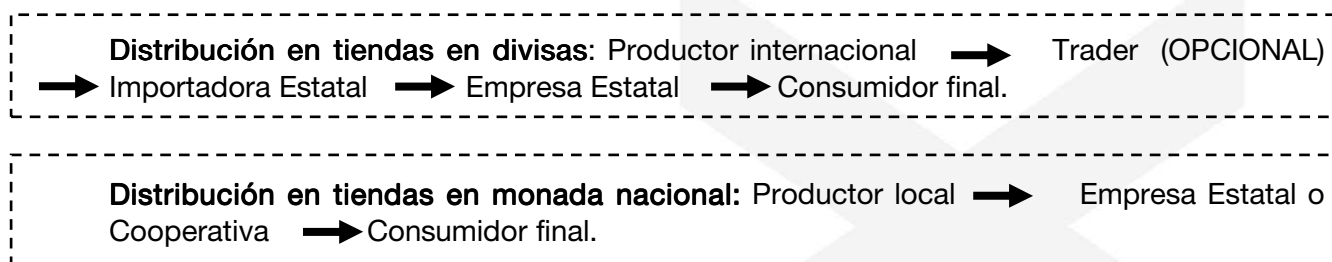 Distribución en tiendas en divisas: Productor internacional → Trader (OPCIONAL)
→ Importadora Estatal → Empresa Estatal → Consumidor final.
Distribución en tiendas en monada nacional: Productor local → Empresa Estatal o
Cooperativa → Consumidor final.